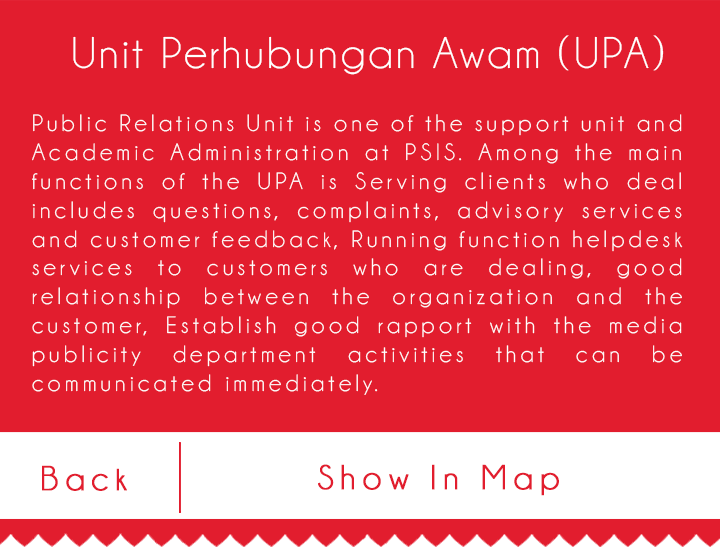 Unit Perhubungan Awam (UPA)
Public Relations Unit is one of the support unit and
Academic Administration at PSIS. Among the main
functions of the UPA is Serving clients who deal
includes questions, complaints, advisory services
and customer feedback, Running function helpdesk
services to customers who are dealing, good
relationship between the organization and the
customer, Establish good rapport with the media
publicity department activities that can be
communicated immediately.
Back
Show In Map